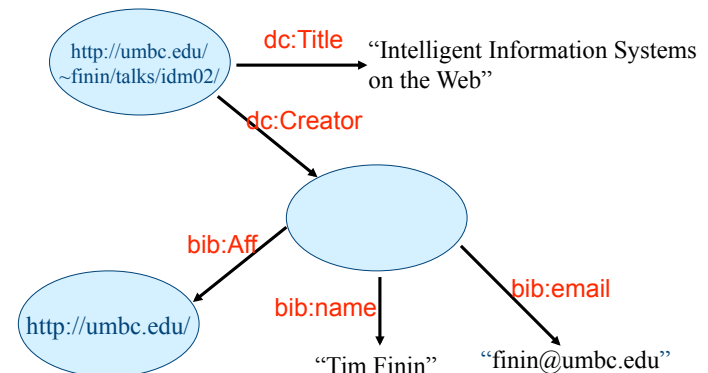 http://umbc.edu/
~finin/talks/idm02/
dc:Title
“Intelligent Information Systems
on the Web”
dc:Creator
bib:Aff
http://umbc.edu/
bib:name
“Tim Finin”
bib:email
“finin@umbc.edu”